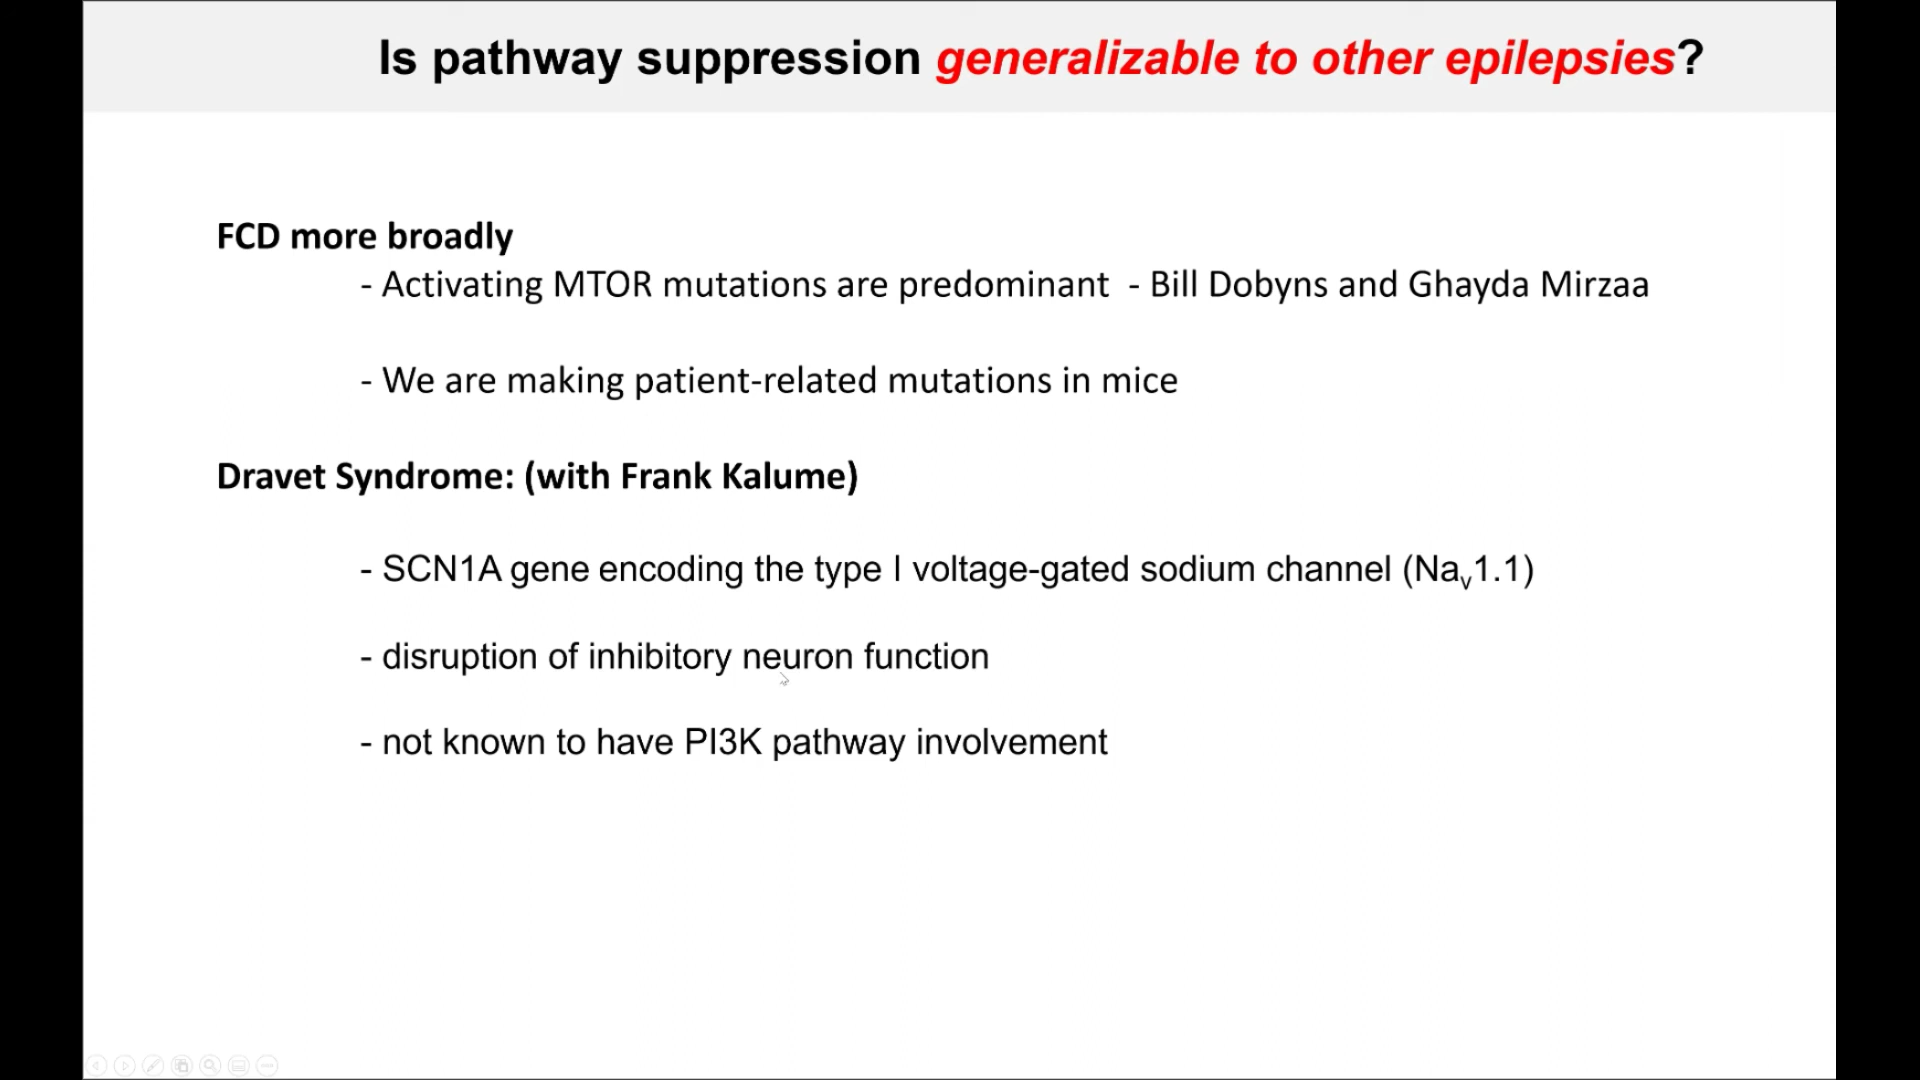 Is pathway suppression generalizable to other epilepsies?
FCD more broadly
- Activating MTOR mutations are predominant - Bill Dobyns and Ghayda Mirzaa
- We are making patient-related mutations in mice
Dravet Syndrome: (with Frank Kalume)
- SCN1A gene encoding the type I voltage-gated sodium channel (Nav1.1)
- disruption of inhibitory neuron function
- not known to have PI3K pathway involvement